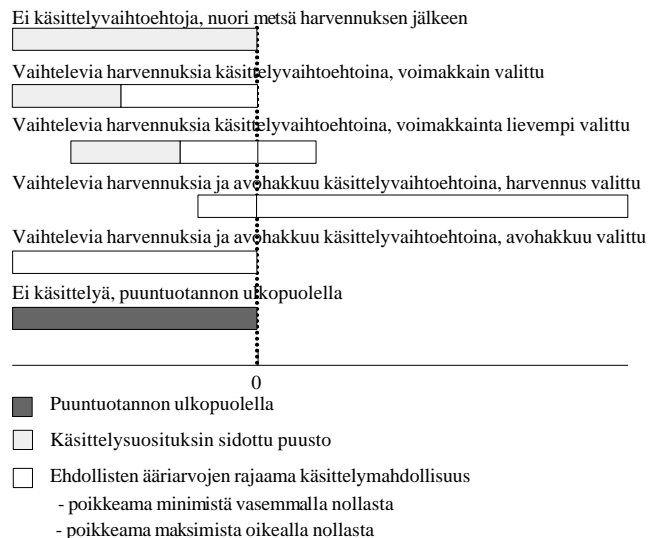 Ei käsittelyvaihtoehtoja, nuori metsä harvennuksen jälkeen
Vaihtelevia harvennuksia käsittelyvaihtoehtoina, voimakkain valittu
Vaihtelevia harvennuksia käsittelyvaihtoehtoina, voimakkainta lievempi valittu
Vaihtelevia harvennuksia ja avohakkuu käsittelyvaihtoehtoina, harvennus valittu
Vaihtelevia harvennuksia ja avohakkuu käsittelyvaihtoehtoina, avohakkuu valittu
Ei käsittelyä, puuntuotannon ulkopuolella
0
Puuntuotannon ulkopuolella
Käsittelysuosituksin sidottu puusto
Ehdollisten ääriarvojen rajaama käsittelymahdollisuus
- poikkeama minimistä vasemmalla nollasta
- poikkeama maksimista oikealla nollasta